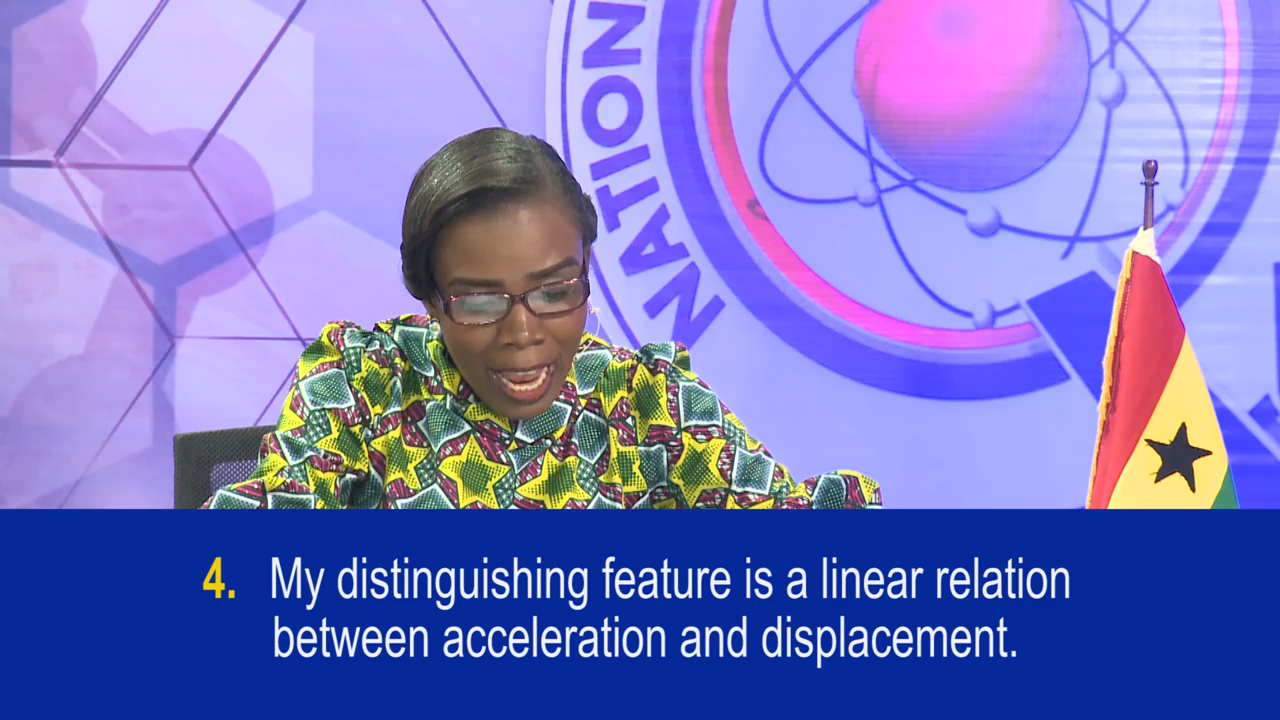 NATION
4. My distinguishing feature is a linear relation
between acceleration and displacement.